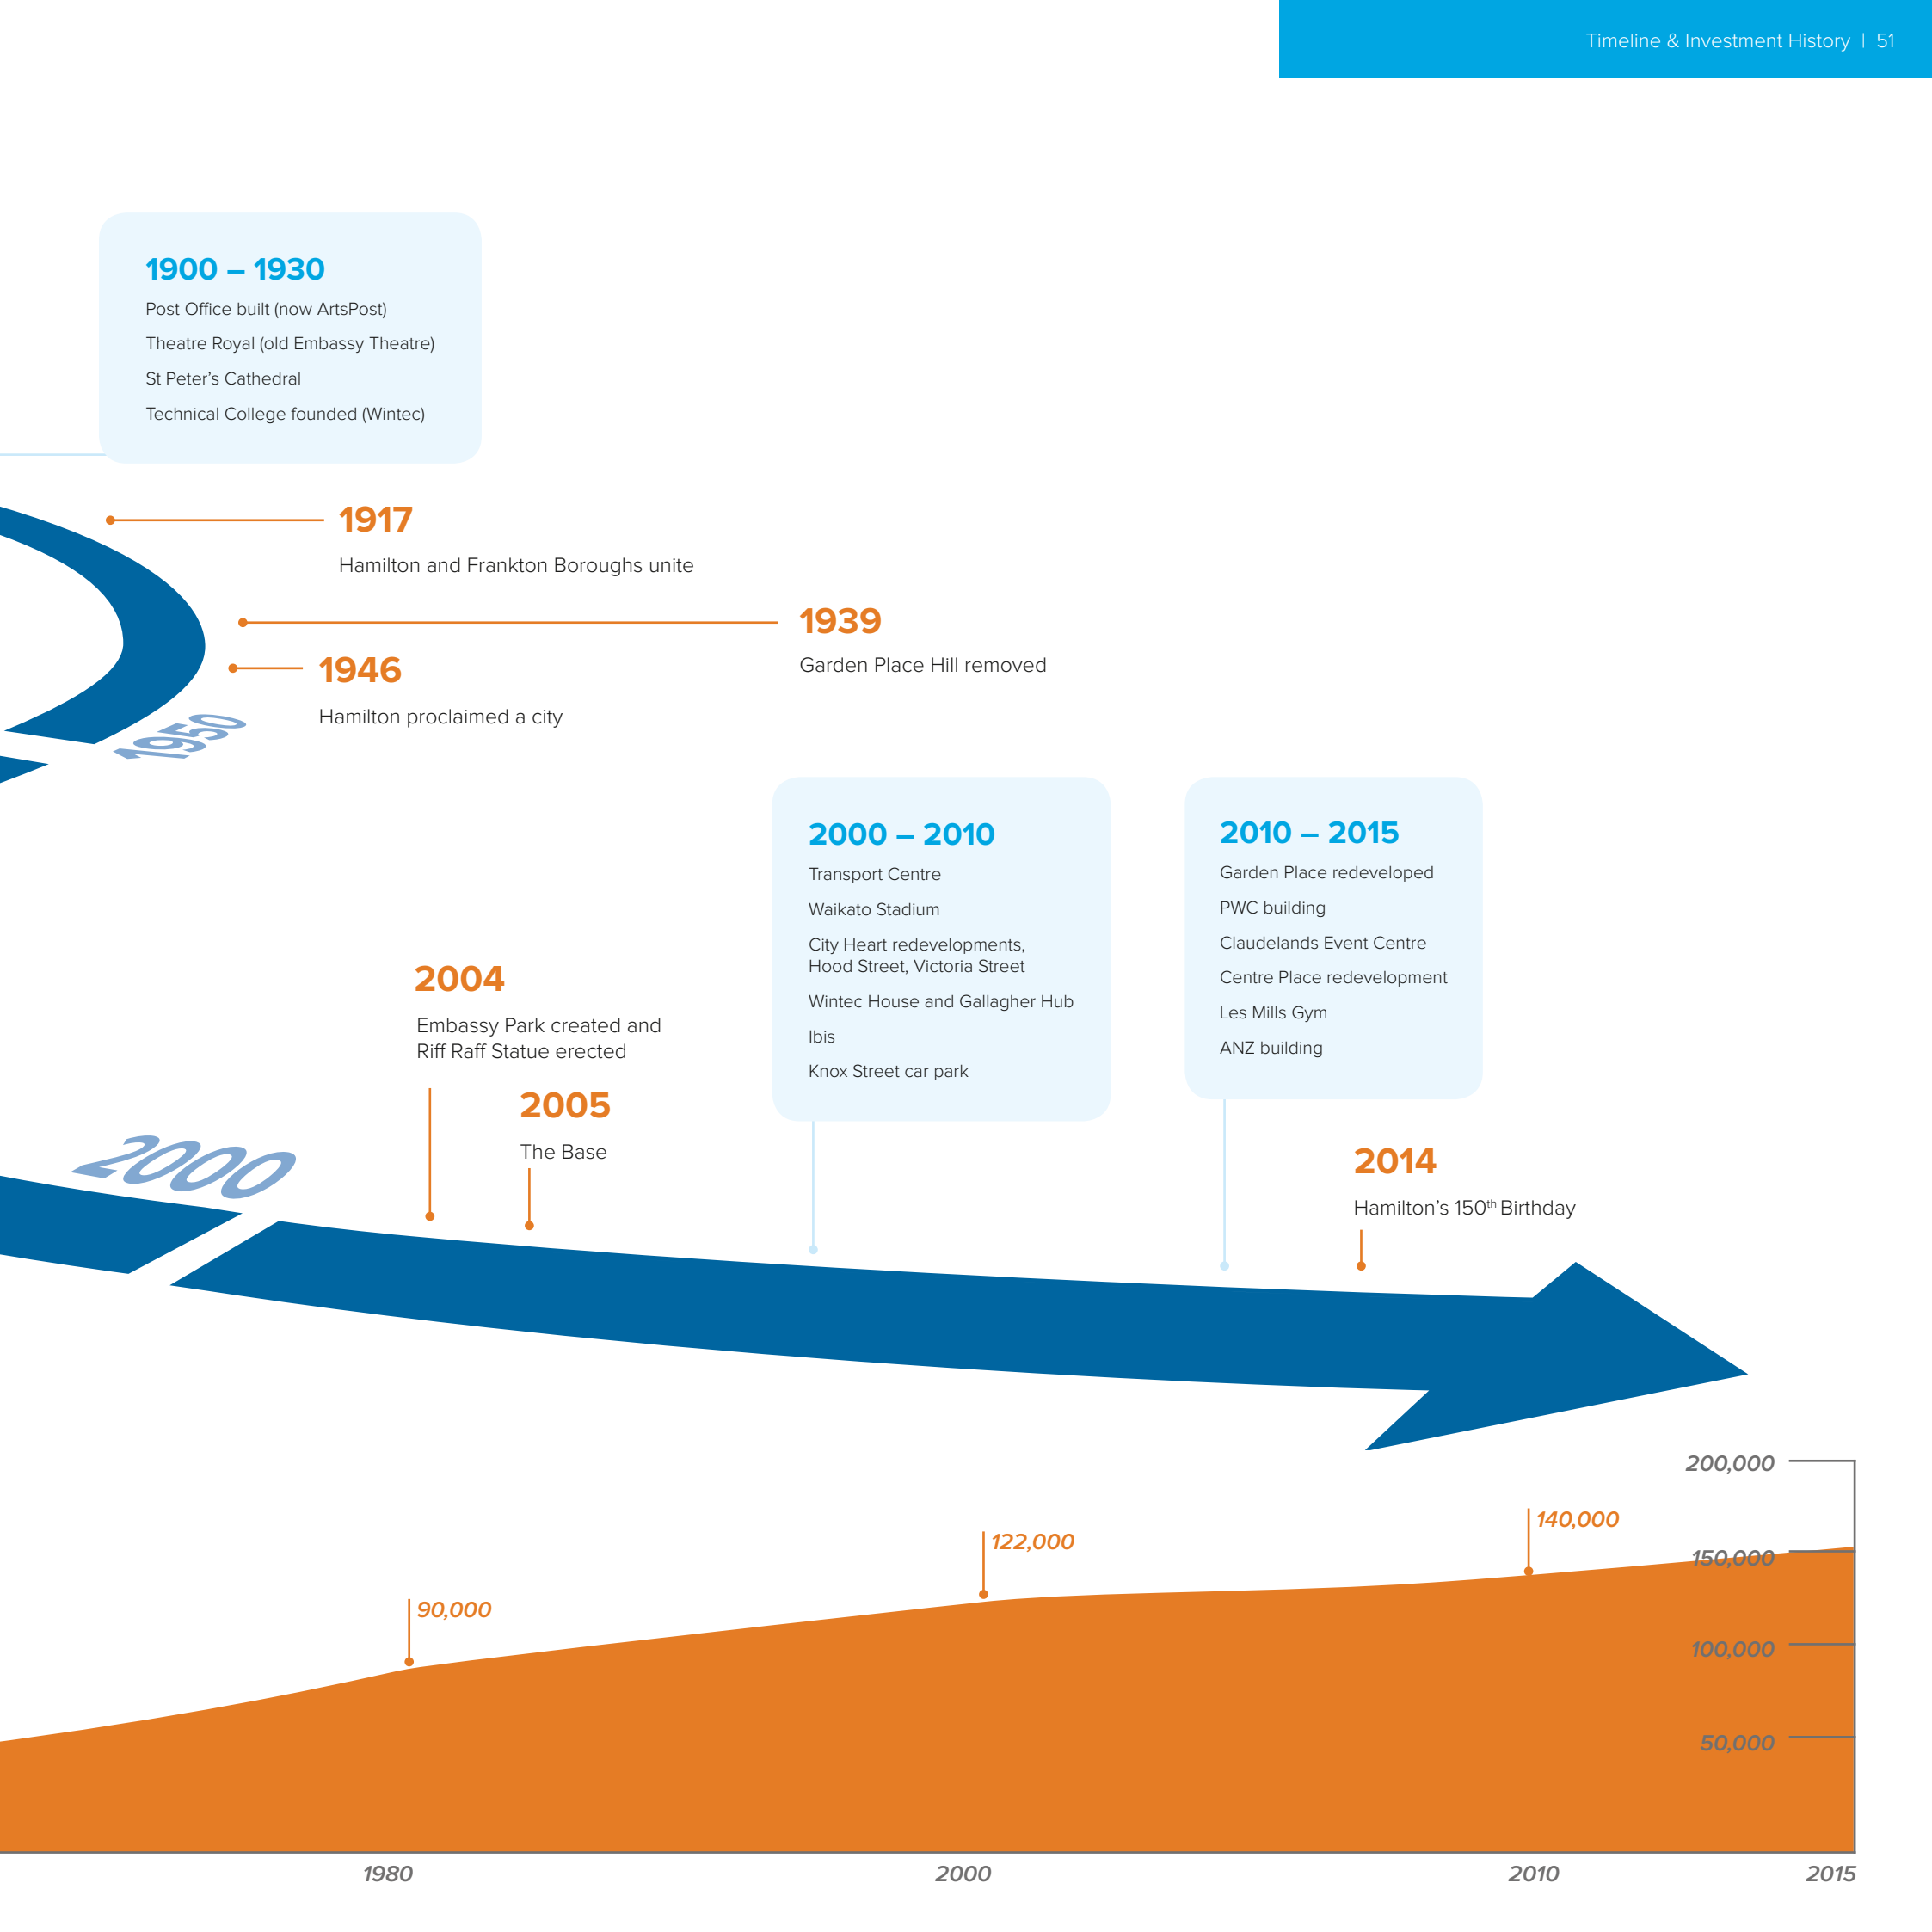 Timeline & Investment History | 51
1900 – 1930
Post Office built (now ArtsPost)
Theatre Royal (old Embassy Theatre)
St Peter’s Cathedral
Technical College founded (Wintec)
1917
Hamilton and Frankton Boroughs unite
1939
Garden Place Hill removed
1946
Hamilton proclaimed a city
1950
2000 – 2010
Transport Centre
Waikato Stadium
City Heart redevelopments,
Hood Street, Victoria Street
Wintec House and Gallagher Hub
Ibis
Knox Street car park
2010 – 2015
Garden Place redeveloped
PWC building
Claudelands Event Centre
Centre Place redevelopment
Les Mills Gym
ANZ building
2004
Embassy Park created and
Riff Raff Statue erected
2005
The Base
2000
2014
Hamilton’s 150th Birthday
200,000
150,000
100,000
50,000
90,000
122,000
140,000
1980
2000
2010
2015